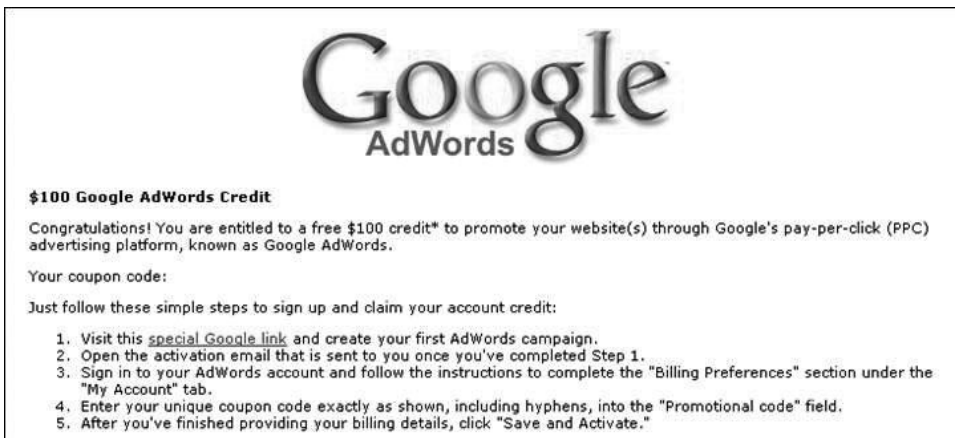 Google
AdWords
$100 Google AdWords Credit
Congratulations! You are entitled to a free $100 credit* to promote your website(s) through Google's pay-per-click (PPC)
advertising platform, known as Google AdWords.
Your coupon code:
Just follow these simple steps to sign up and claim your account credit:
1. Visit this special Google link and create your first AdWords campaign.
2. Open the activation email that is sent to you once you've completed Step 1.
3. Sign in to your AdWords account and follow the instructions to complete the "Billing Preferences" section under the
"My Account" tab.
4. Enter your unique coupon code exactly as shown, including hyphens, into the "Promotional code" field.
5. After you've finished providing your billing details, click "Save and Activate."